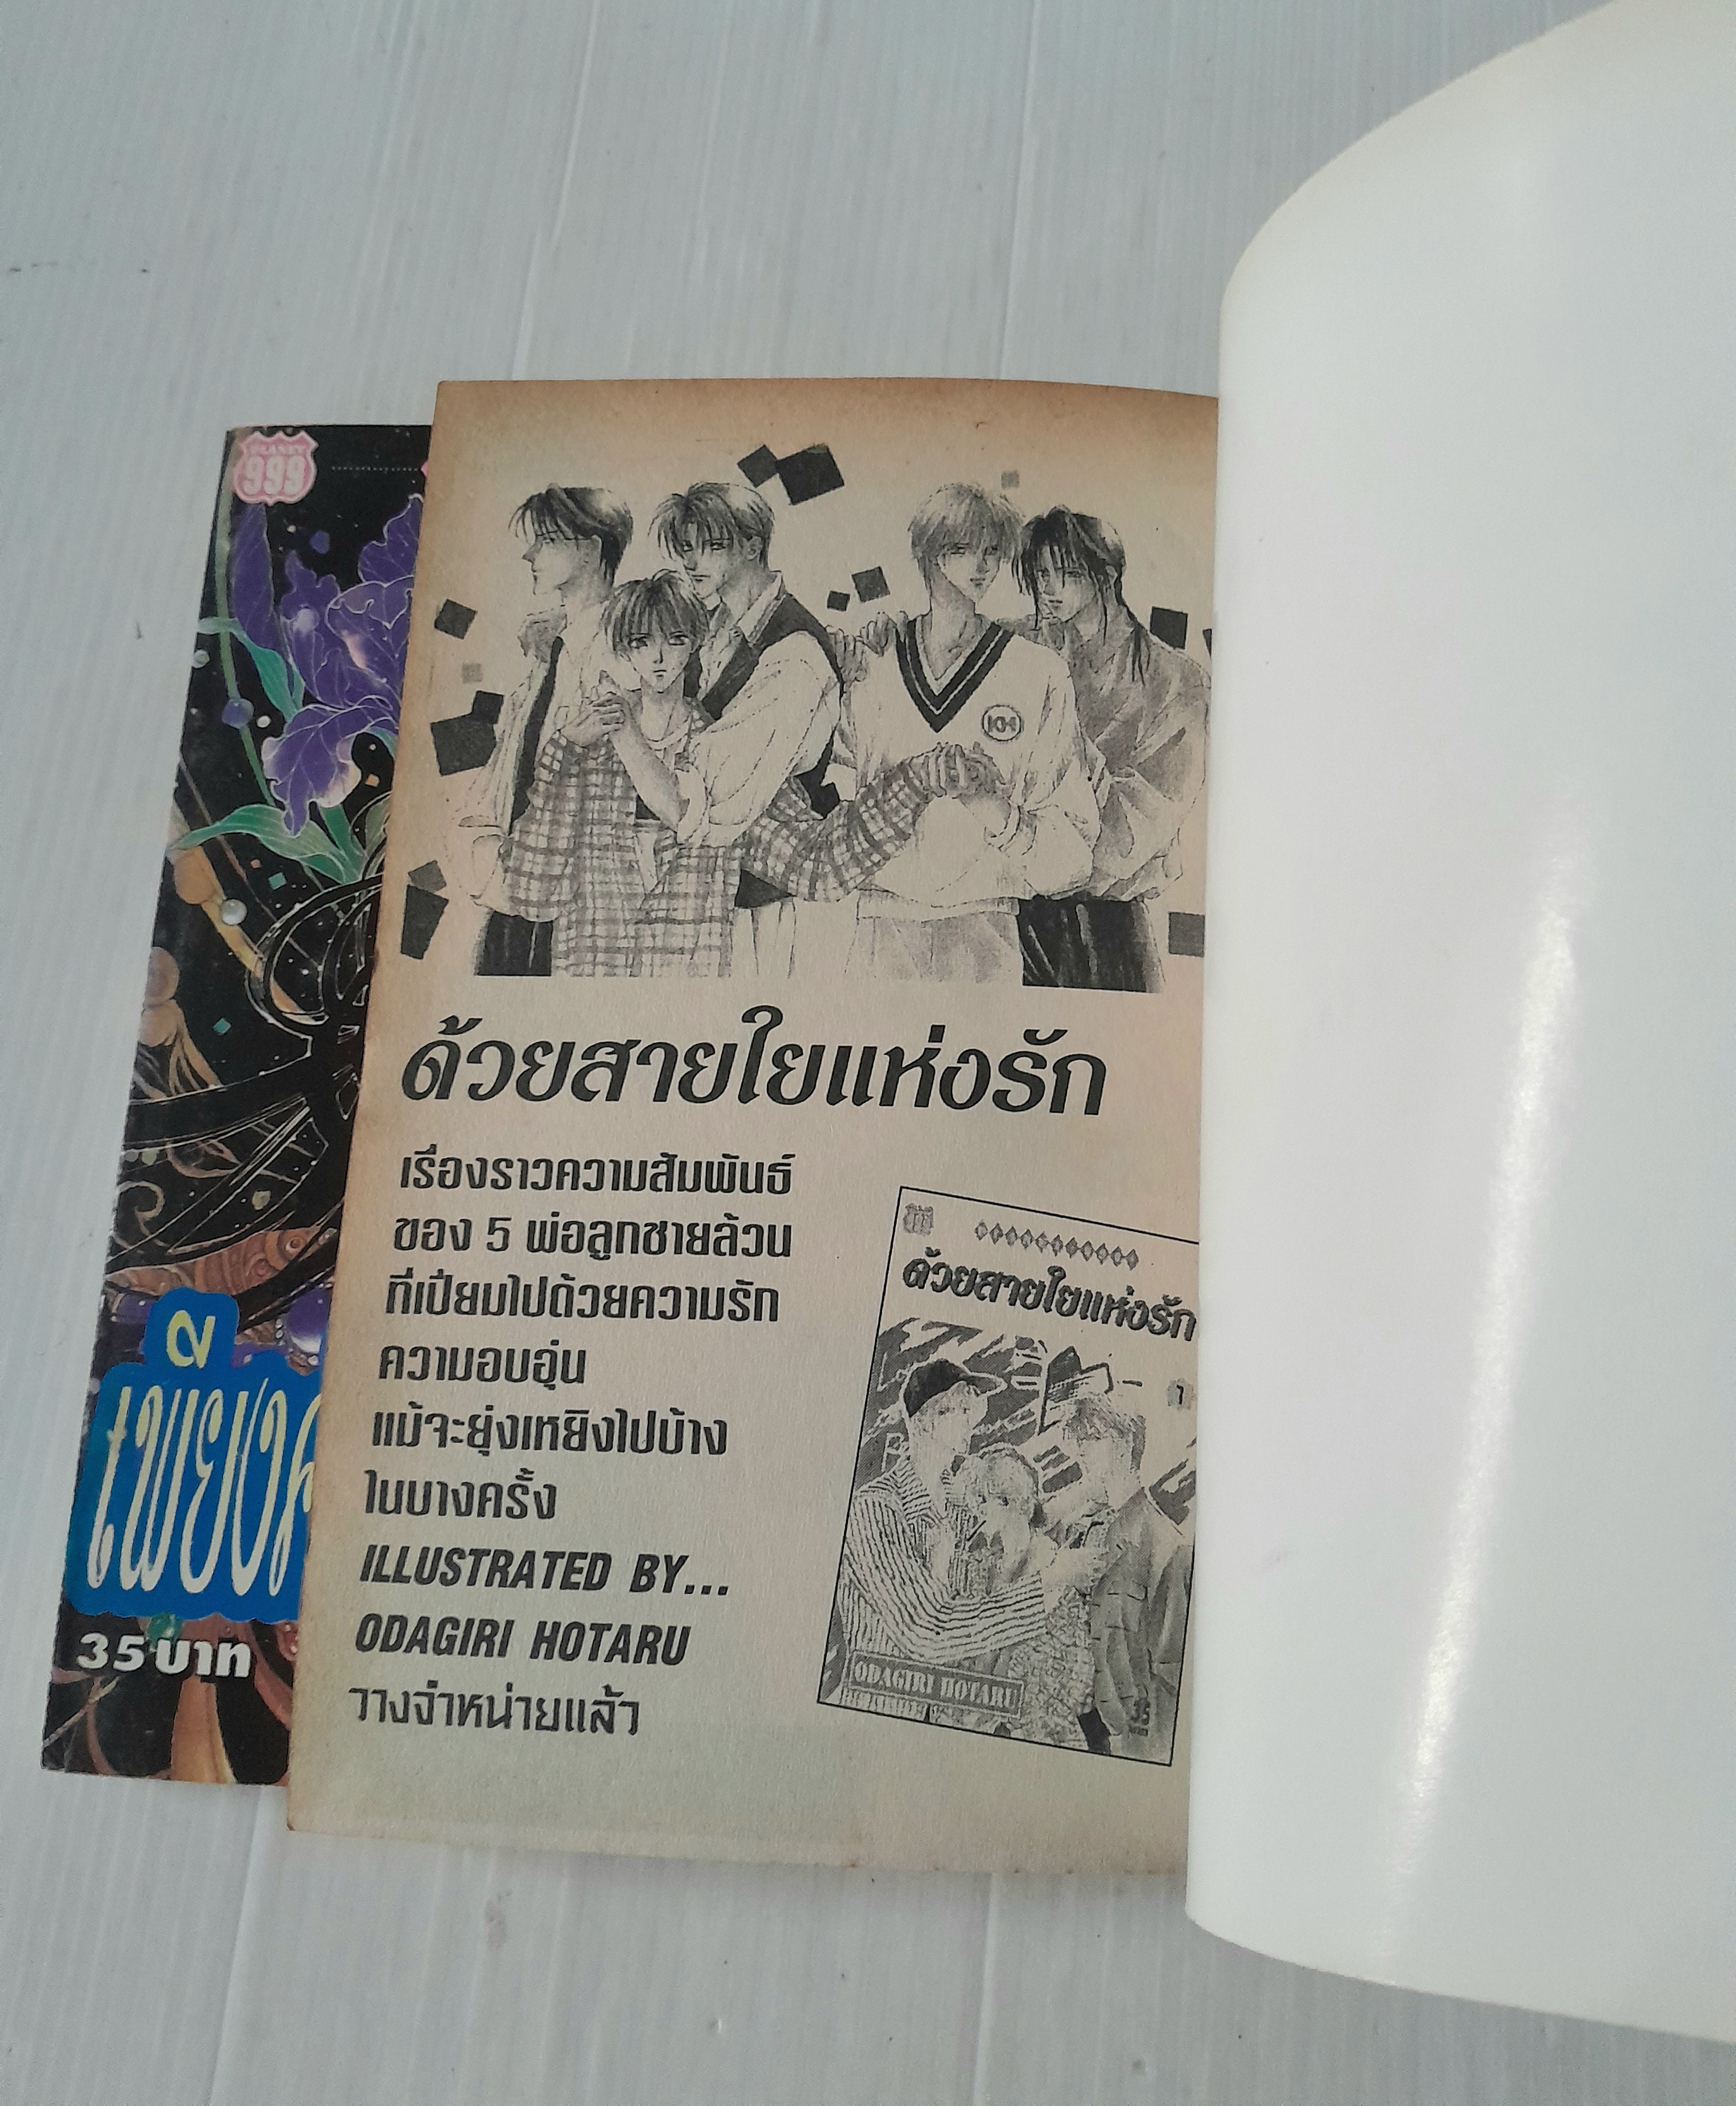 999
ด้วยสายใยแห่งรัก
เรื่องราวความสัมพันธ์
ของ 5 พ่อลูกชายล้วน
ที่เปี่ยมไปด้วยความรัก
ความอบอุ่น
แม้จะยุ่งเหยิงไปบ้าง
ในบางครั้ง
ILLUSTRATED BY...
ODAGIRI HOTARU
วางจำหน่ายแล้ว
ด้วยสายใยแห่งรัก
1
ODAGIRI HOTARU
35
35 บาท